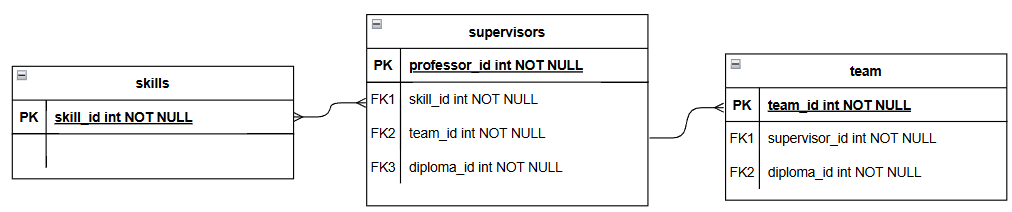 skills
PK skill_id int NOT NULL
supervisors
PK professor_id int NOT NULL
FK1 skill_id int NOT NULL
FK2 team_id int NOT NULL
FK3 diploma_id int NOT NULL
team
PK team_id int NOT NULL
FK1 supervisor_id int NOT NULL
FK2 diploma_id int NOT NULL